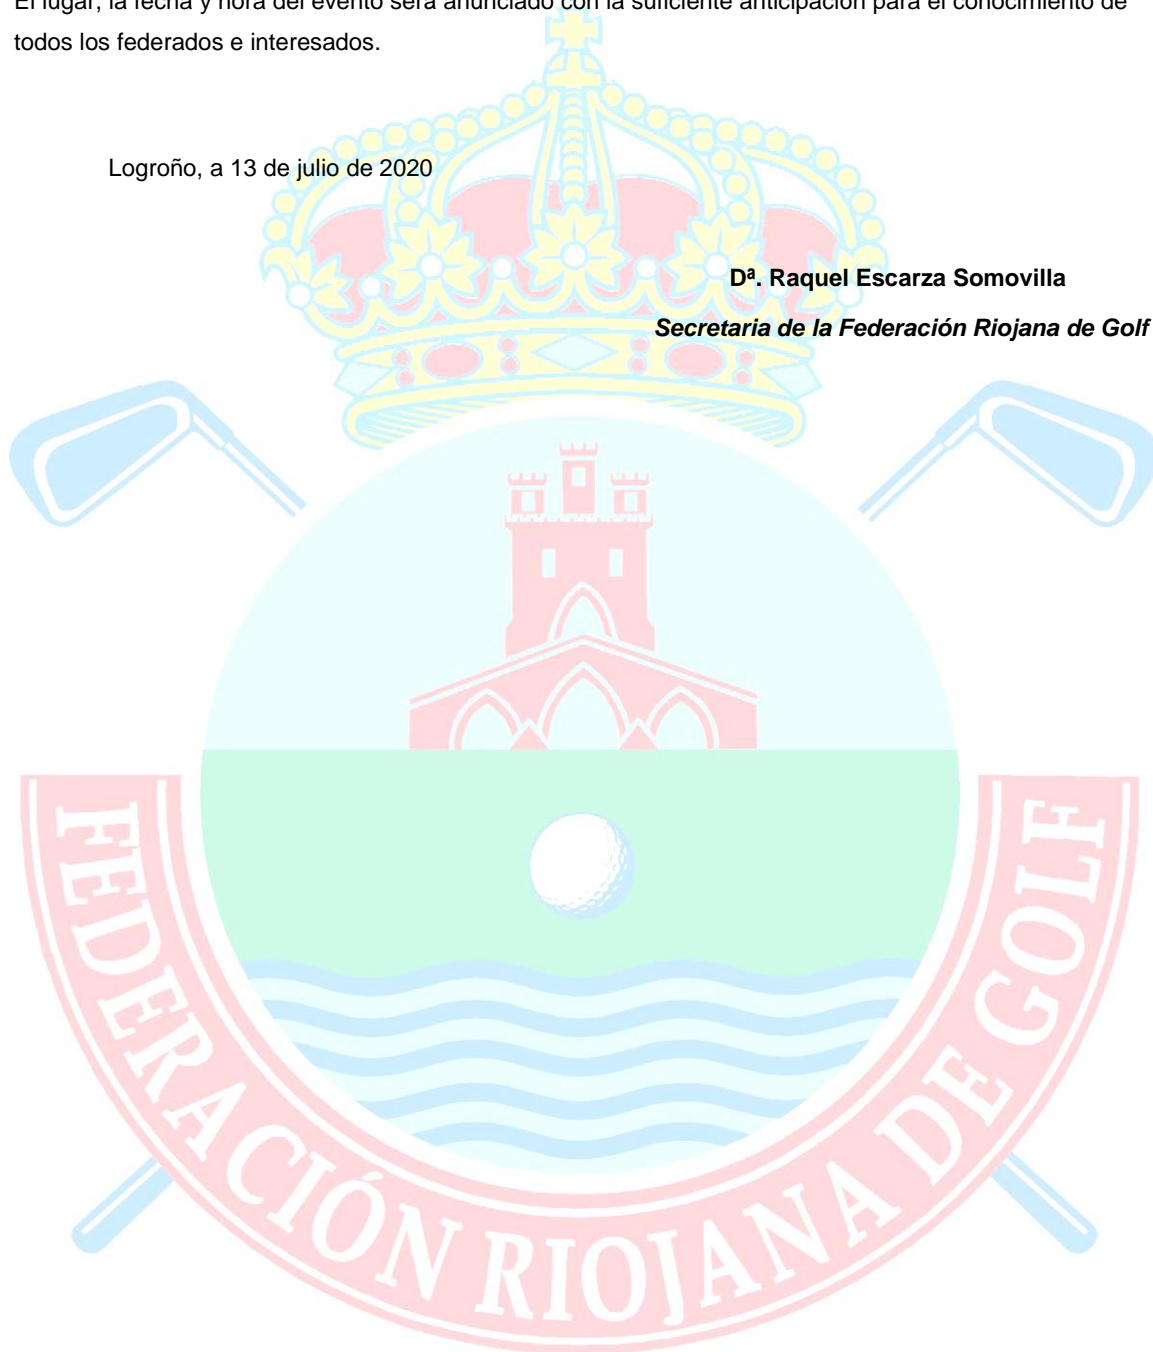 El lugar, la fecha y hora del evento será anunciado con la suficiente anticipación para el conocimiento de
todos los federados e interesados.
Logroño, a 13 de julio de 2020
Dª. Raquel Escarza Somovilla
Secretaria de la Federación Riojana de Golf
FEDERACIÓN RIOJANA DE GOLF